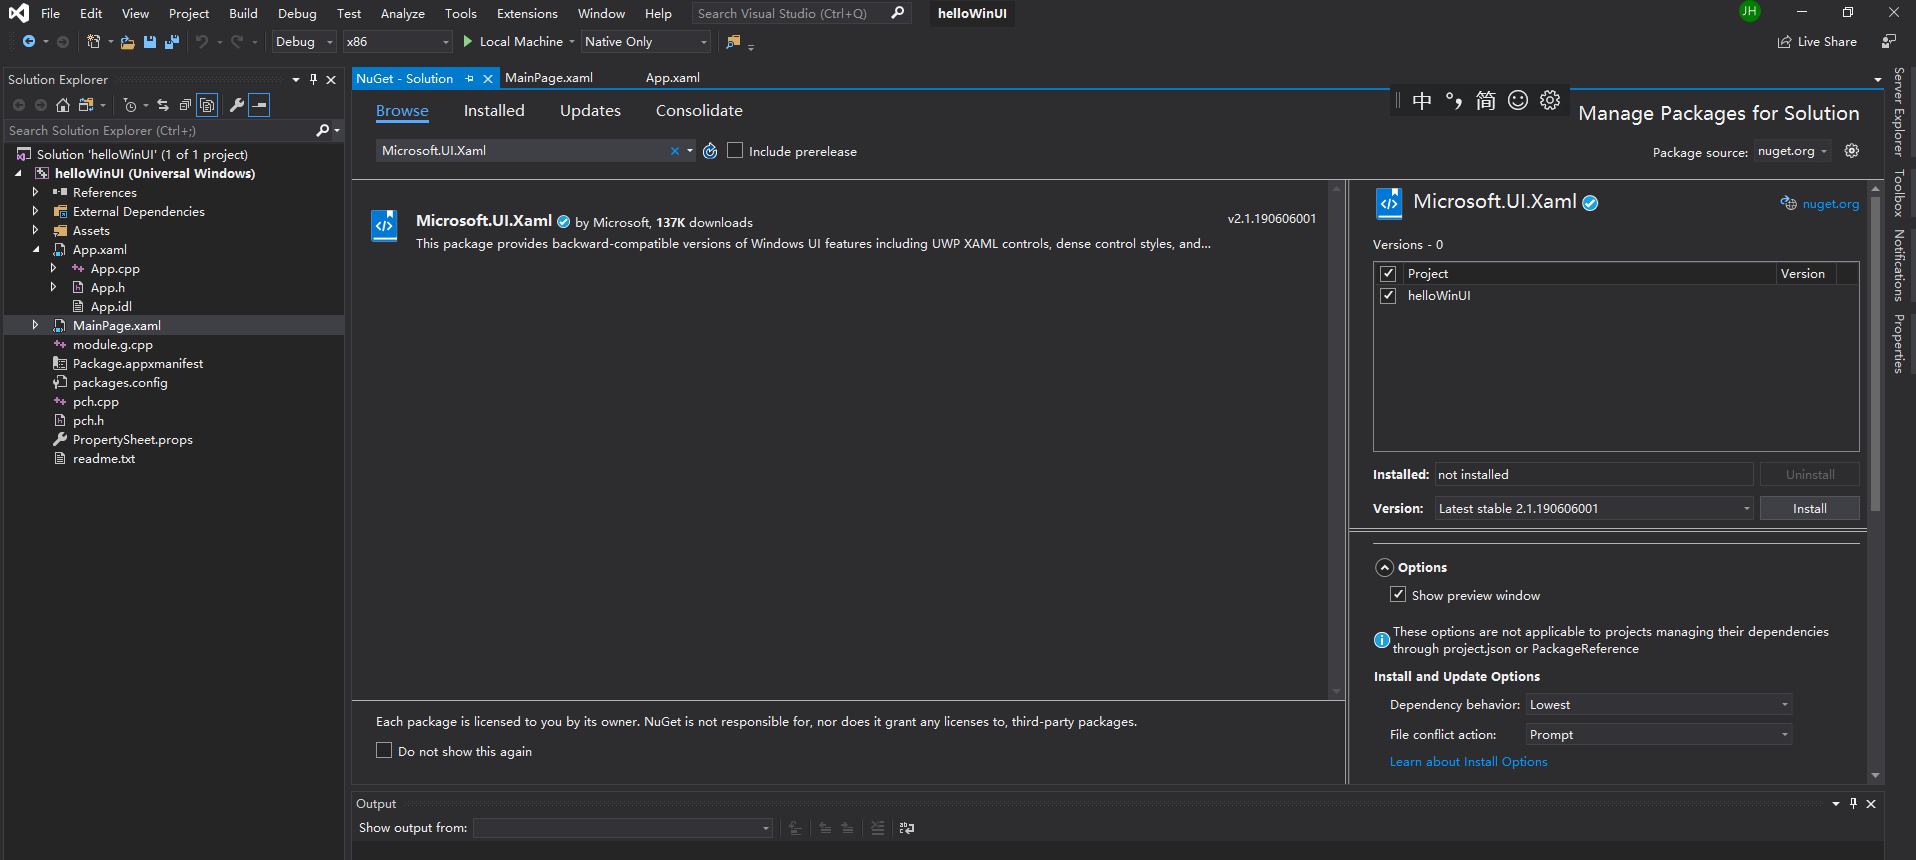 File Edit View Project Build Debug Test Analyze Tools Extensions Window Help Search Visual Studio (Ctrl+Q) helloWinUI JH
Debug x86 Local Machine Native Only Live Share
Solution Explorer
Search Solution Explorer (Ctrl+;)
Solution 'helloWinUI' (1 of 1 project)
helloWinUI (Universal Windows)
References
External Dependencies
Assets
App.xaml
App.cpp
App.h
App.idl
MainPage.xaml
module.g.cpp
Package.appxmanifest
packages.config
pch.cpp
pch.h
PropertySheet.props
readme.txt
NuGet - Solution MainPage.xaml App.xaml
Browse Installed Updates Consolidate
中 °, 简
Manage Packages for Solution
Microsoft.UI.Xaml Include prerelease
Package source: nuget.org
Microsoft.UI.Xaml by Microsoft, 137K downloads v2.1.190606001
This package provides backward-compatible versions of Windows UI features including UWP XAML controls, dense control styles, and...
Each package is licensed to you by its owner. NuGet is not responsible for, nor does it grant any licenses to, third-party packages.
Do not show this again
Microsoft.UI.Xaml nuget.org
Versions - 0
Project Version
helloWinUI
Installed: not installed Uninstall
Version: Latest stable 2.1.190606001 Install
Options
Show preview window
These options are not applicable to projects managing their dependencies
through project.json or PackageReference
Install and Update Options
Dependency behavior: Lowest
File conflict action: Prompt
Learn about Install Options
Output
Show output from:
Server Explorer
Toolbox
Notifications
Properties